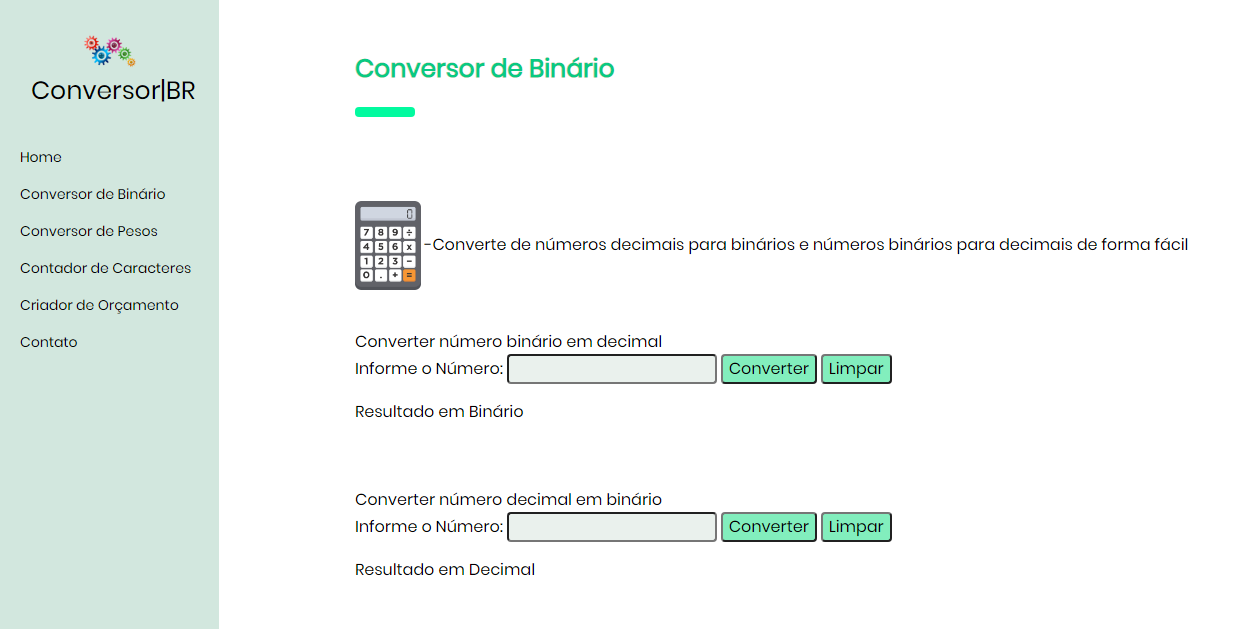 Conversor|BR
Home
Conversor de Binário
Conversor de Pesos
Contador de Caracteres
Criador de Orçamento
Contato
Conversor de Binário
0
7 8 9 ÷
4 5 6 x
1 2 3 −
0 . + =
-Converte de números decimais para binários e números binários para decimais de forma fácil
Converter número binário em decimal
Informe o Número: Converter Limpar
Resultado em Binário
Converter número decimal em binário
Informe o Número: Converter Limpar
Resultado em Decimal